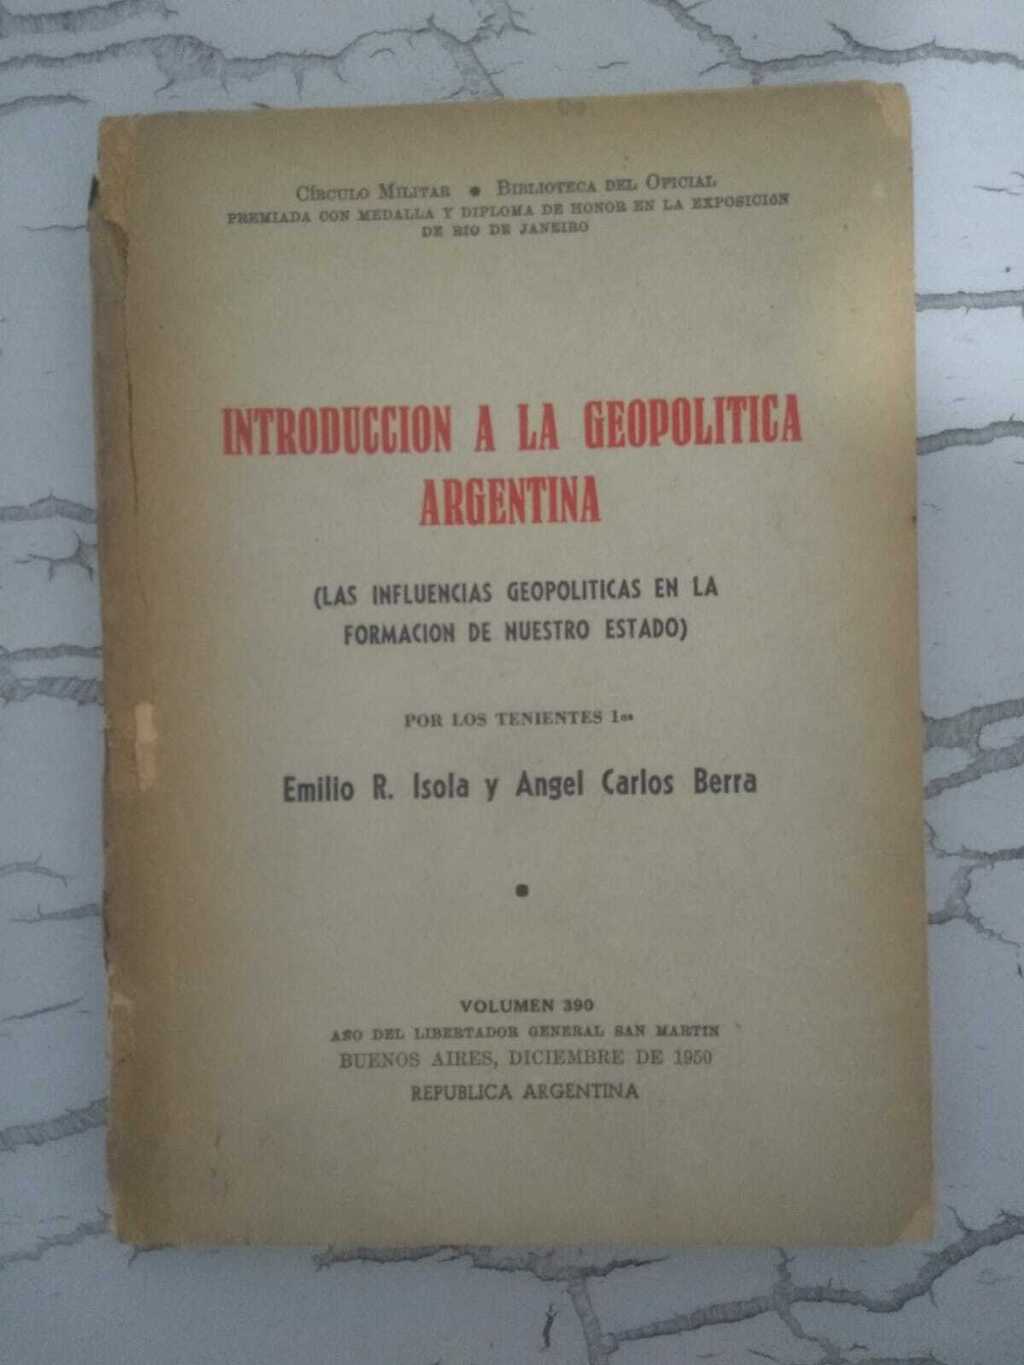 CÍRCULO MILITAR • BIBLIOTECA DEL OFICIAL
PREMIADA CON MEDALLA Y DIPLOMA DE HONOR EN LA EXPOSICIÓN
DE RIO DE JANEIRO
INTRODUCCION A LA GEOPOLITICA
ARGENTINA
(LAS INFLUENCIAS GEOPOLITICAS EN LA
FORMACION DE NUESTRO ESTADO)
POR LOS TENIENTES 1os
Emilio R. Isola y Angel Carlos Berra
•
VOLUMEN 390
AÑO DEL LIBERTADOR GENERAL SAN MARTIN
BUENOS AIRES, DICIEMBRE DE 1950
REPUBLICA ARGENTINA